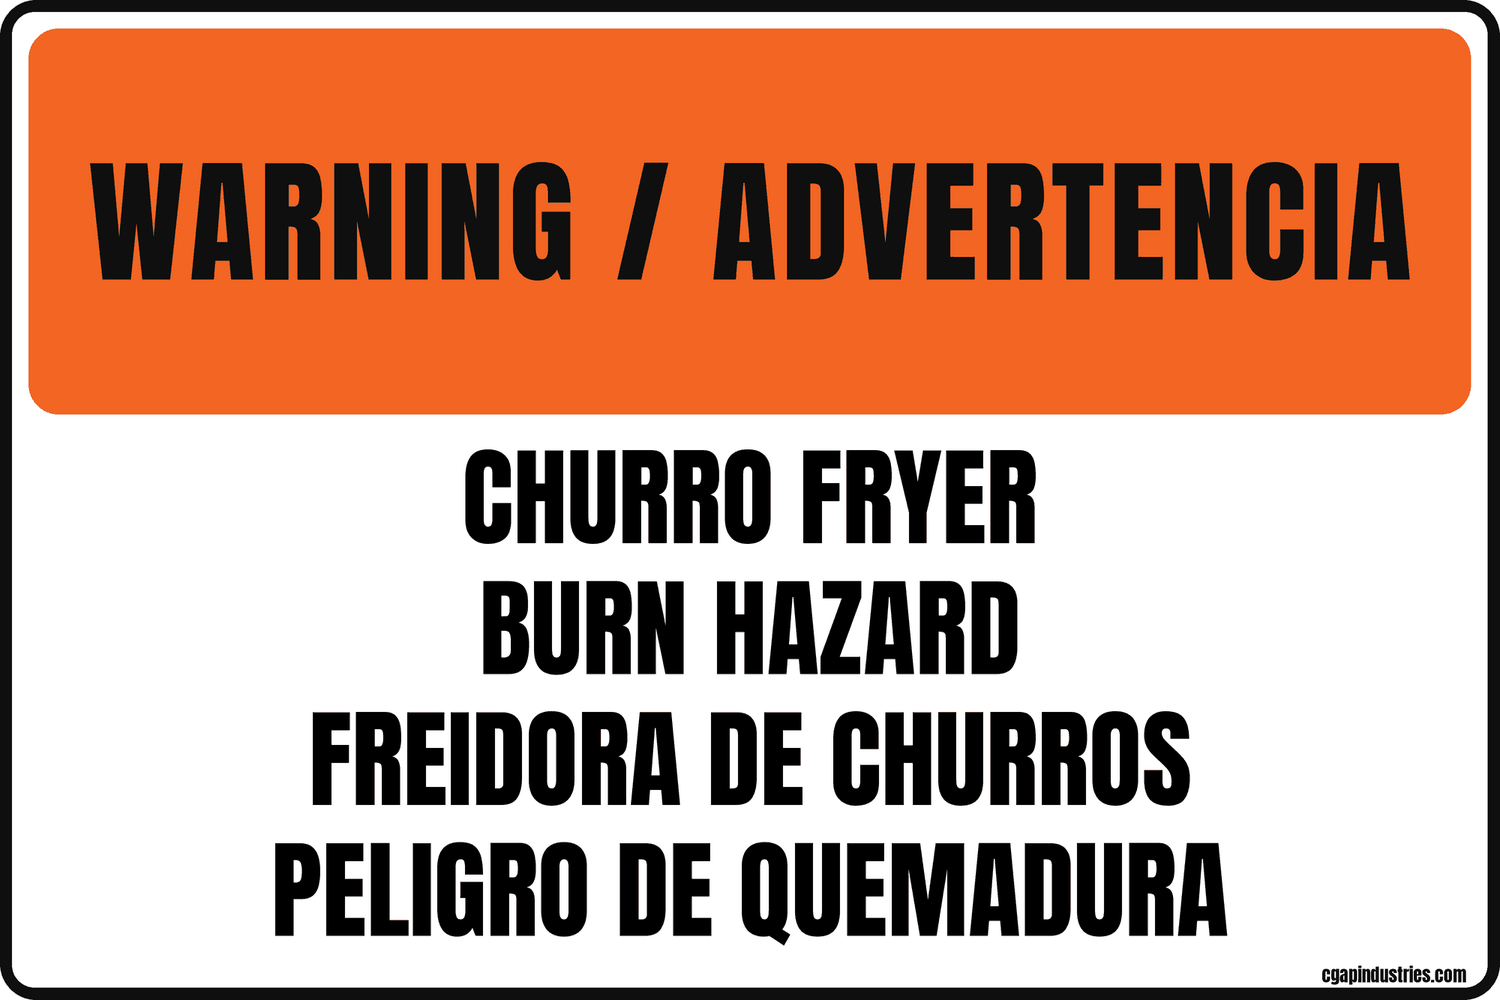 WARNING / ADVERTENCIA
CHURRO FRYER
BURN HAZARD
FREIDORA DE CHURROS
PELIGRO DE QUEMADURA
cgapindustries.com